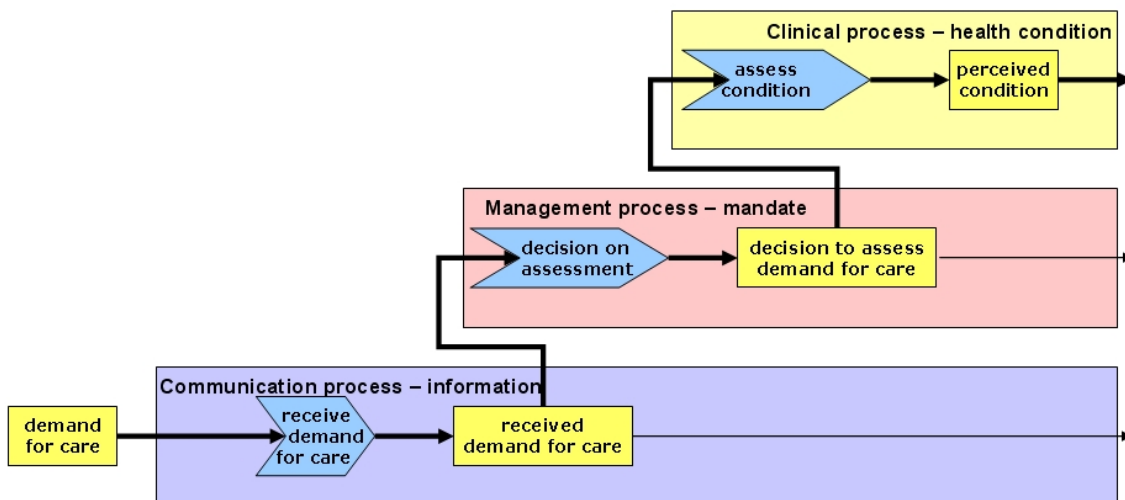 Clinical process – health condition
assess
condition
perceived
condition
Management process – mandate
decision on
assessment
decision to assess
demand for care
Communication process – information
demand
for care
receive
demand
for care
received
demand for care